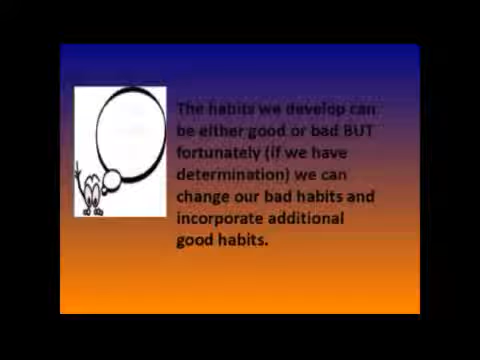 The habits we develop can
be either good or bad BUT
fortunately (if we have
determination) we can
change our bad habits and
incorporate additional
good habits.